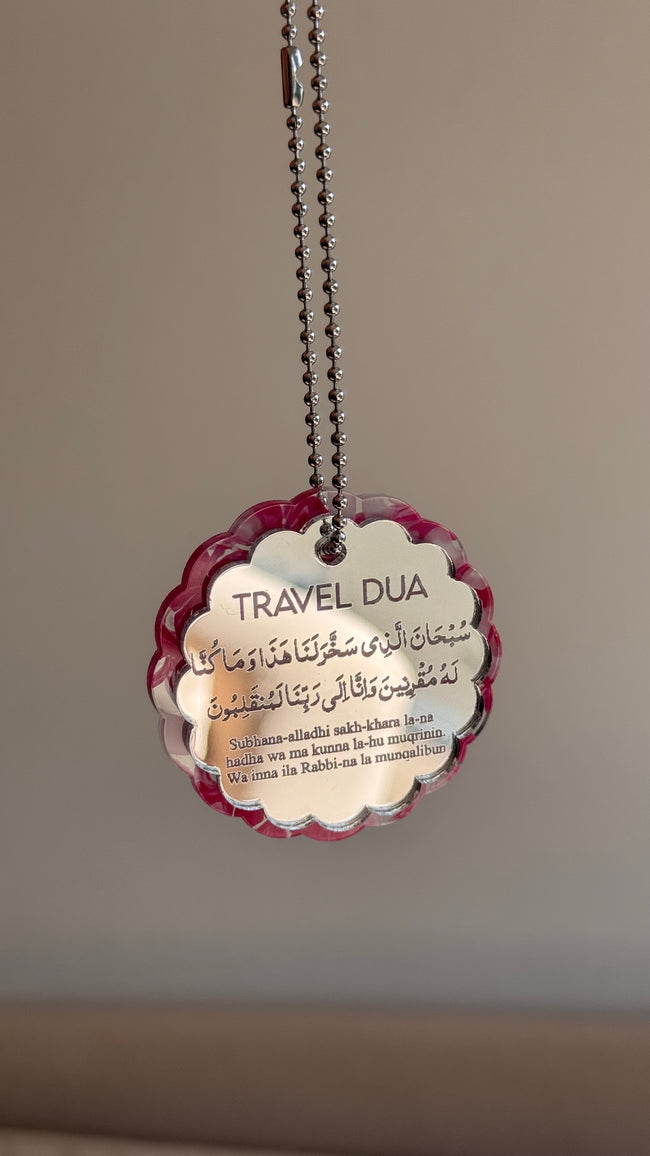 TRAVEL DUA
سُبْحَانَ الَّذِى سَخَّرَ لَنَا هَذَا وَمَا كُنَّا
لَهُ مُقْرِنِينَ وَإِنَّا إِلَى رَبِّنَا لَمُنْقَلِبُونَ
Subhana-alladhi sakh-khara la-na
hadha wa ma kunna la-hu muqrinin.
Wa inna ila Rabbi-na la munqalibun